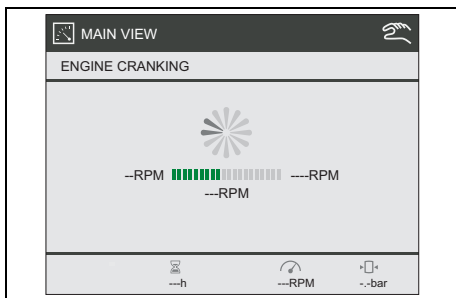 MAIN VIEW
ENGINE CRANKING
--RPM ----RPM
---RPM
---h ---RPM -.-bar